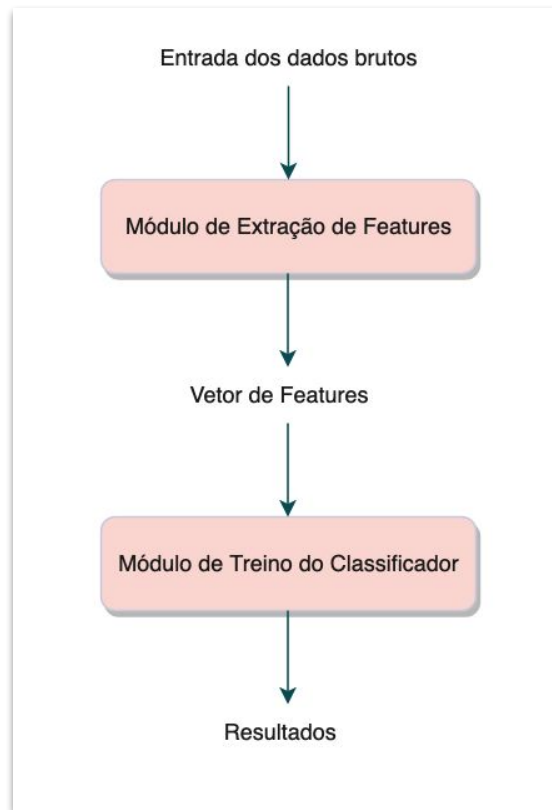 Entrada dos dados brutos
Módulo de Extração de Features
Vetor de Features
Módulo de Treino do Classificador
Resultados